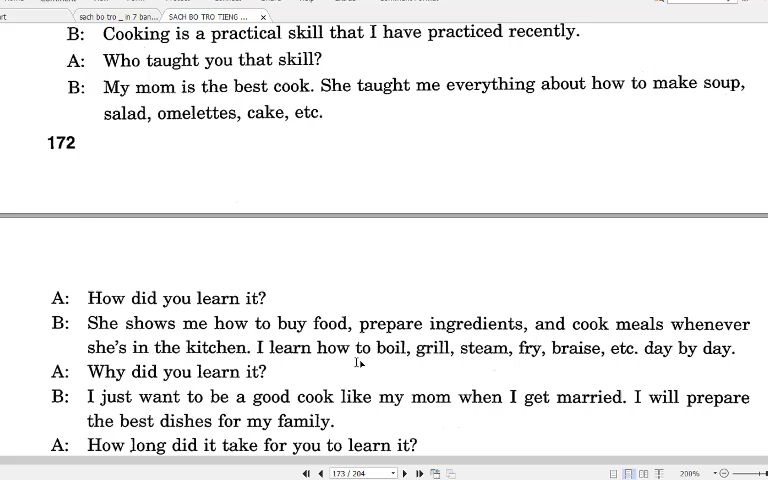 sach bo tro _ in 7 ban...
SACH BO TRO TIENG ...
x
B: Cooking is a practical skill that I have practiced recently.
A: Who taught you that skill?
B: My mom is the best cook. She taught me everything about how to make soup,
salad, omelettes, cake, etc.
172
A: How did you learn it?
B: She shows me how to buy food, prepare ingredients, and cook meals whenever
she's in the kitchen. I learn how to boil, grill, steam, fry, braise, etc. day by day.
A: Why did you learn it?
B: I just want to be a good cook like my mom when I get married. I will prepare
the best dishes for my family.
A: How long did it take for you to learn it?
173 / 204
200%